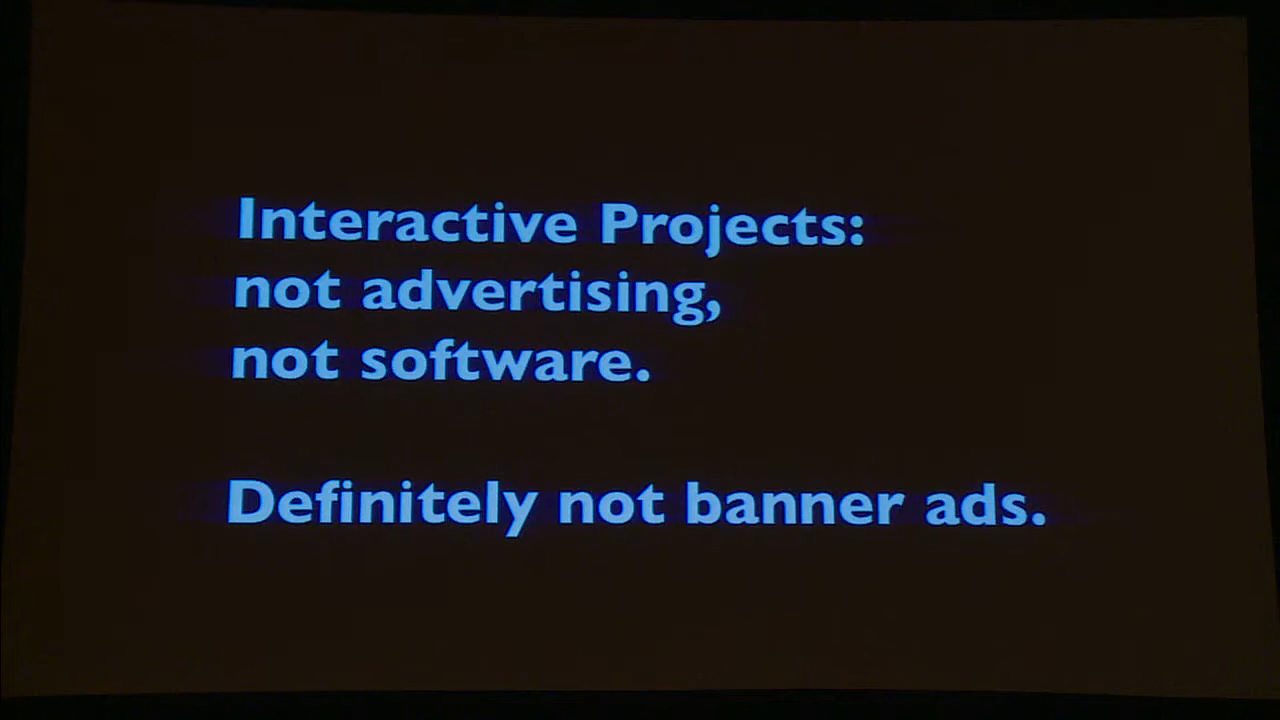 Interactive Projects:
not advertising,
not software.
Definitely not banner ads.